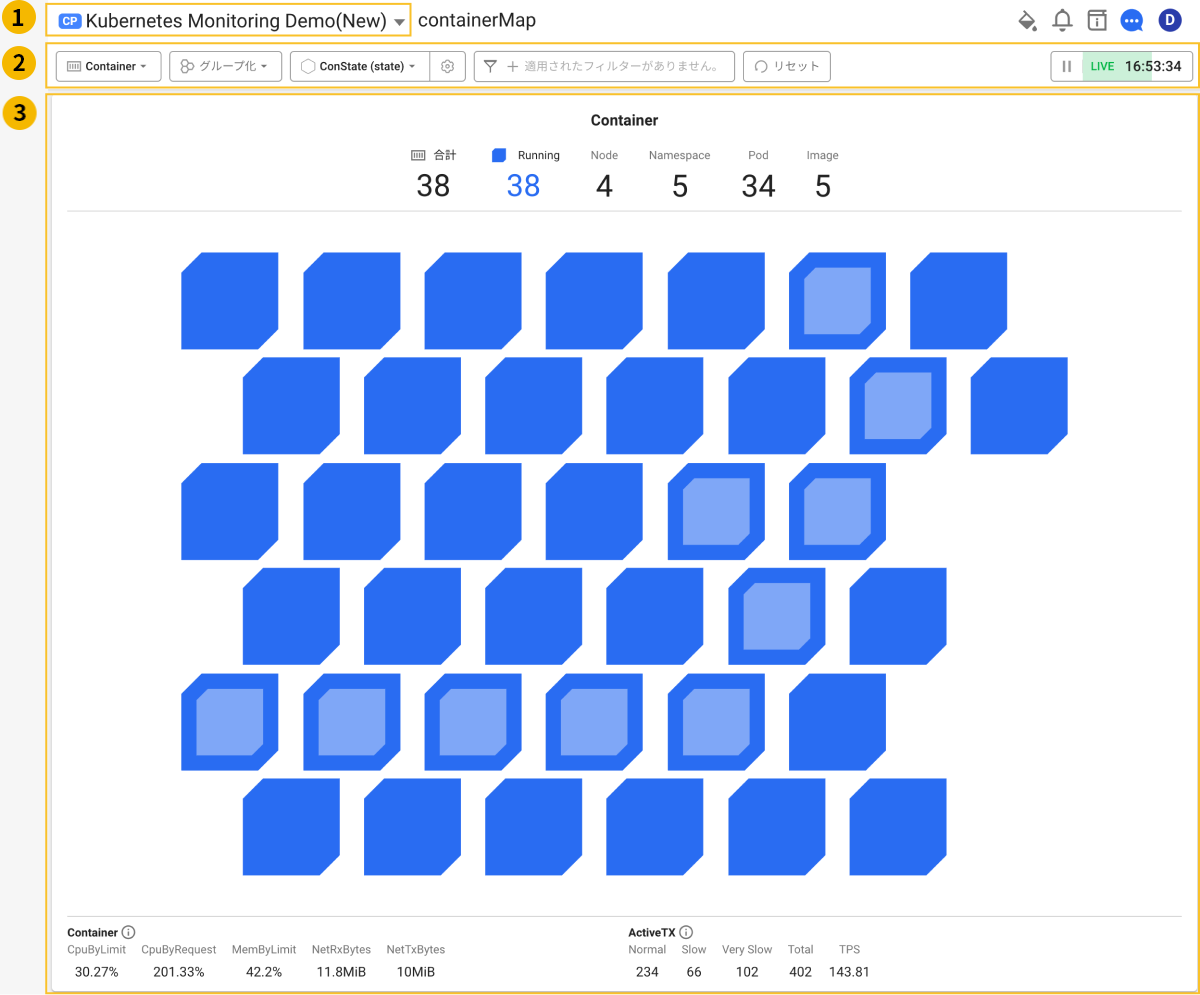 1 CP Kubernetes Monitoring Demo(New) containerMap D
2 Container グループ化 ConState (state) 適用されたフィルターがありません。 リセット LIVE 16:53:34
3
Container
合計 Running Node Namespace Pod Image
38 38 4 5 34 5
Container ActiveTX
CpuByLimit CpuByRequest MemByLimit NetRxBytes NetTxBytes Normal Slow Very Slow Total TPS
30.27% 201.33% 42.2% 11.8MiB 10MiB 234 66 102 402 143.81